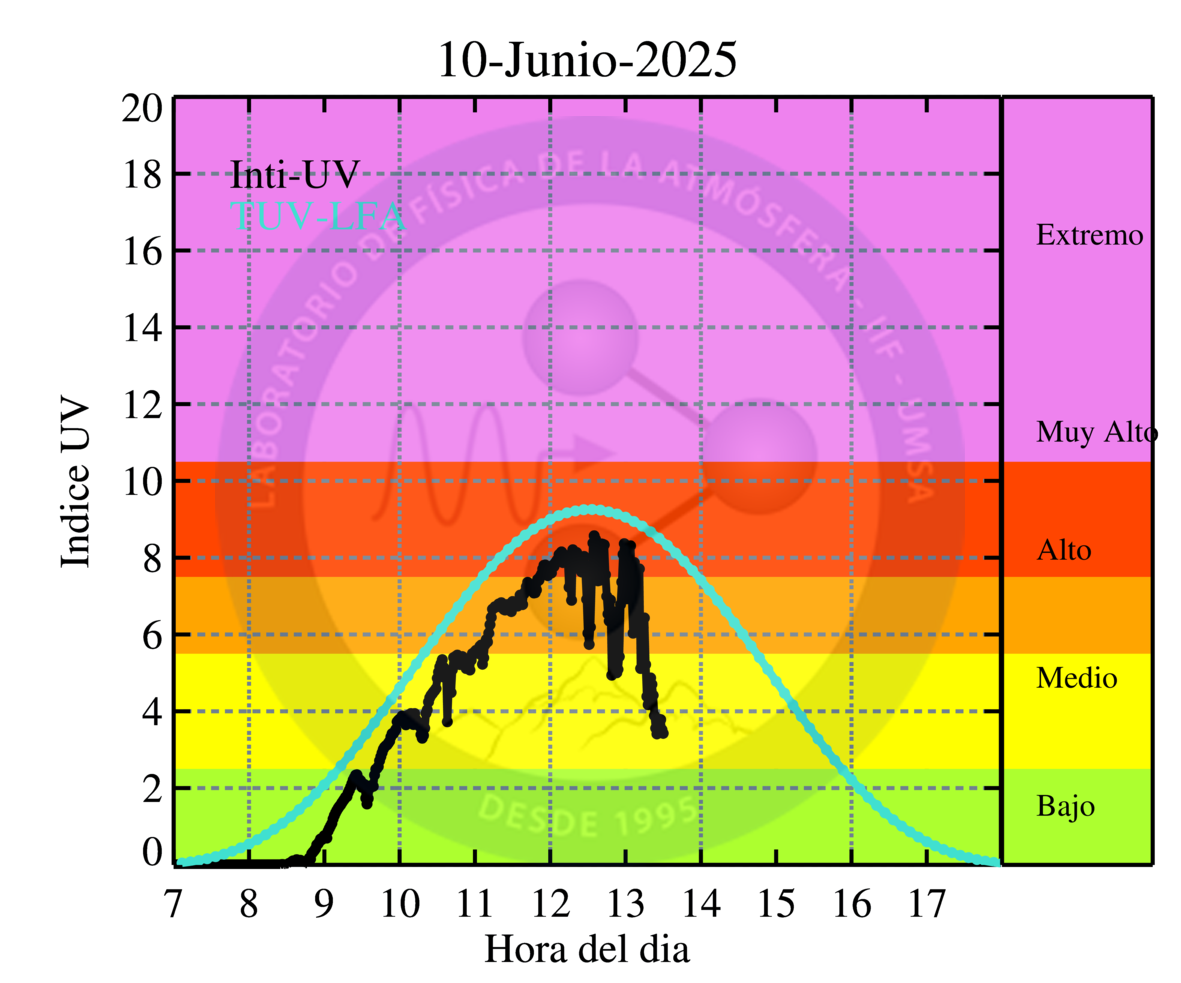 10-Junio-2025
20
18
16
14
12
10
8
6
4
2
0
Indice UV
Inti-UV
TUV-LFA
LABORATORIO DE FÍSICA DE LA ATMÓSFERA - IIF - UMSA
DESDE 1995
Extremo
Muy Alto
Alto
Medio
Bajo
7 8 9 10 11 12 13 14 15 16 17
Hora del dia